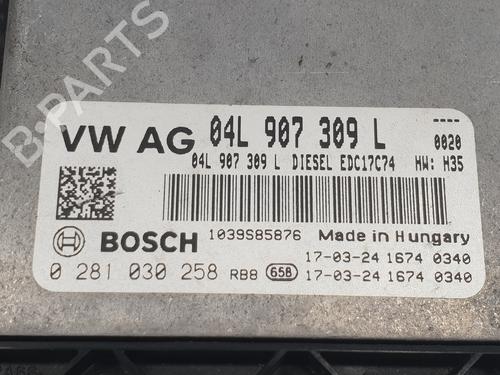 B-PARTS
VW AG 04L 907 309 L
0020
04L 907 309 L DIESEL EDC17C74 HW: H35
BOSCH 1039S85876 Made in Hungary
0 281 030 258 RB8 658 17-03-24 1674 0340
17-03-24 1674 0340